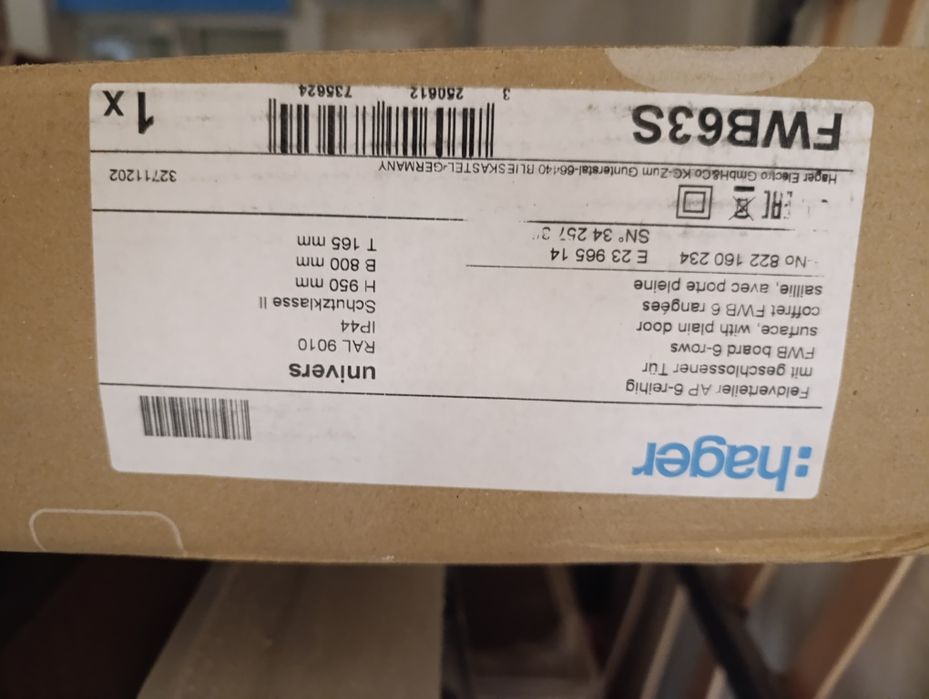 :hager
Feldverteiler AP 6-reihig
mit geschlossener Tür
FWB board 6-rows
surface, with plain door
coffret FWB 6 rangées
saillie, avec porte pleine
univers
RAL 9010
IP44
Schutzklasse II
H 950 mm
B 800 mm
T 165 mm
No 822 160 234 E 23 965 14
SN° 34 257
EAC
Hager Electro GmbH&Co KG-Zum Gunterstal-66440 BLIESKASTEL-GERMANY
32711202
FWB63S
3 250612 735624
1 x